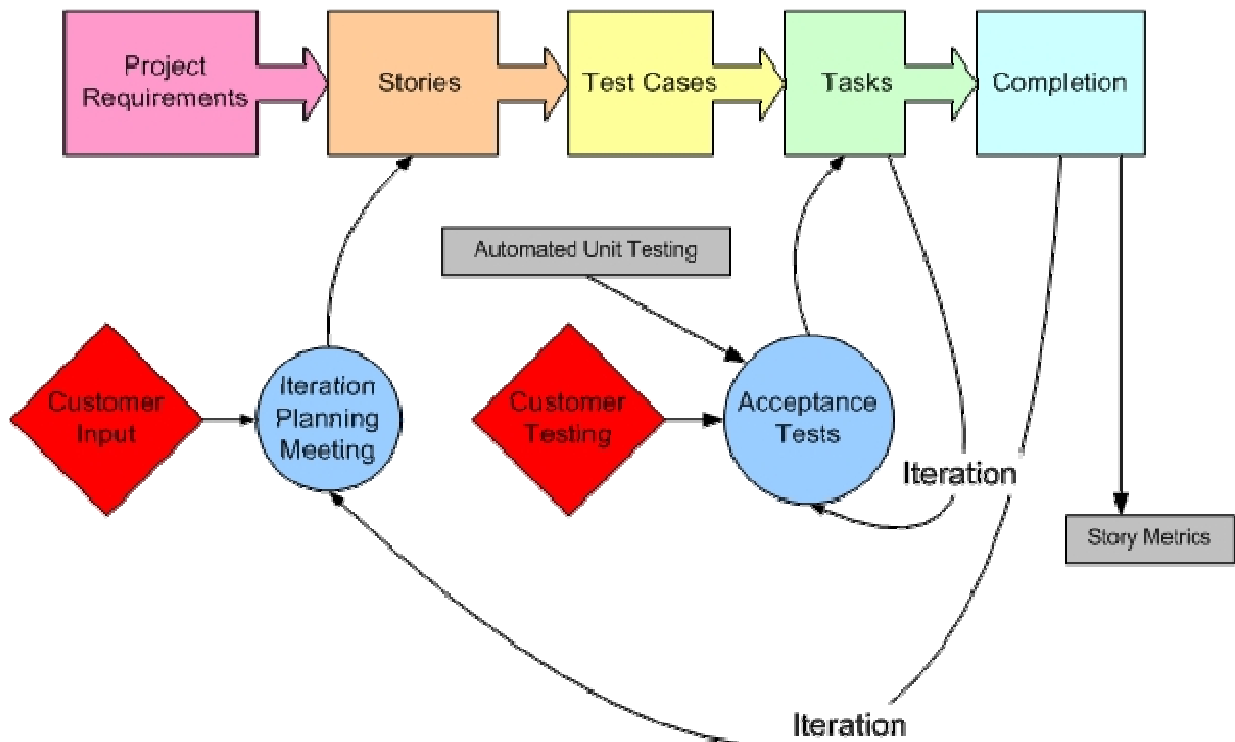 Project
Requirements
Stories
Test Cases
Tasks
Completion
Automated Unit Testing
Customer
Input
Iteration
Planning
Meeting
Customer
Testing
Acceptance
Tests
Iteration
Story Metrics
Iteration